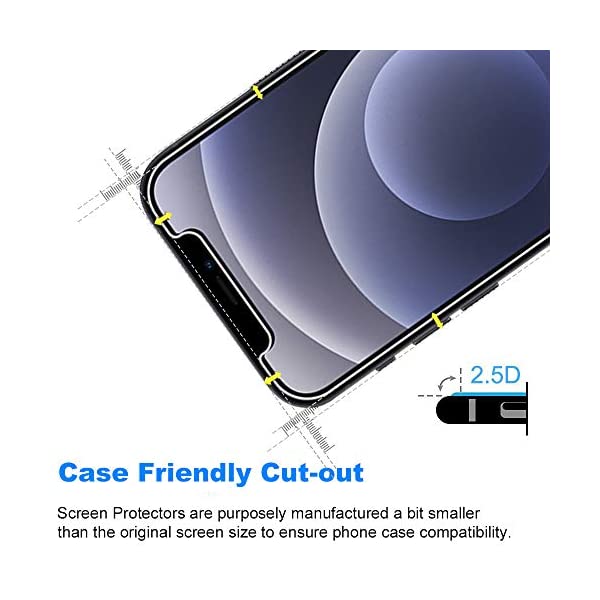 2.5D
Case Friendly Cut-out
Screen Protectors are purposely manufactured a bit smaller
than the original screen size to ensure phone case compatibility.